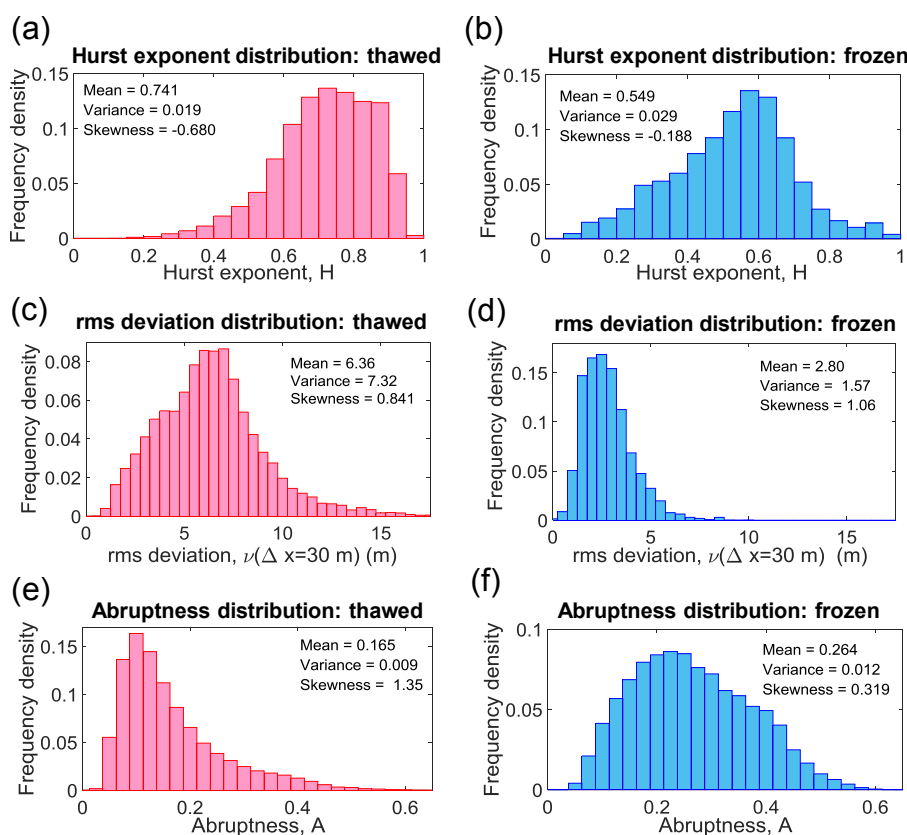 (a)
Hurst exponent distribution: thawed
Frequency density
0.15
0.1
0.05
0
Mean = 0.741
Variance = 0.019
Skewness = -0.680
0 0.2 0.4 0.6 0.8 1
Hurst exponent, H
(b)
Hurst exponent distribution: frozen
Frequency density
0.15
0.1
0.05
0
Mean = 0.549
Variance = 0.029
Skewness = -0.188
0 0.2 0.4 0.6 0.8 1
Hurst exponent, H
(c)
rms deviation distribution: thawed
Frequency density
0.08
0.06
0.04
0.02
0
Mean = 6.36
Variance = 7.32
Skewness = 0.841
0 5 10 15
rms deviation, ν(Δ x=30 m) (m)
(d)
rms deviation distribution: frozen
Frequency density
0.15
0.1
0.05
0
Mean = 2.80
Variance = 1.57
Skewness = 1.06
0 5 10 15
rms deviation, ν(Δ x=30 m) (m)
(e)
Abruptness distribution: thawed
Frequency density
0.15
0.1
0.05
0
Mean = 0.165
Variance = 0.009
Skewness = 1.35
0 0.2 0.4 0.6
Abruptness, A
(f)
Abruptness distribution: frozen
Frequency density
0.1
0.05
0
Mean = 0.264
Variance = 0.012
Skewness = 0.319
0 0.2 0.4 0.6
Abruptness, A